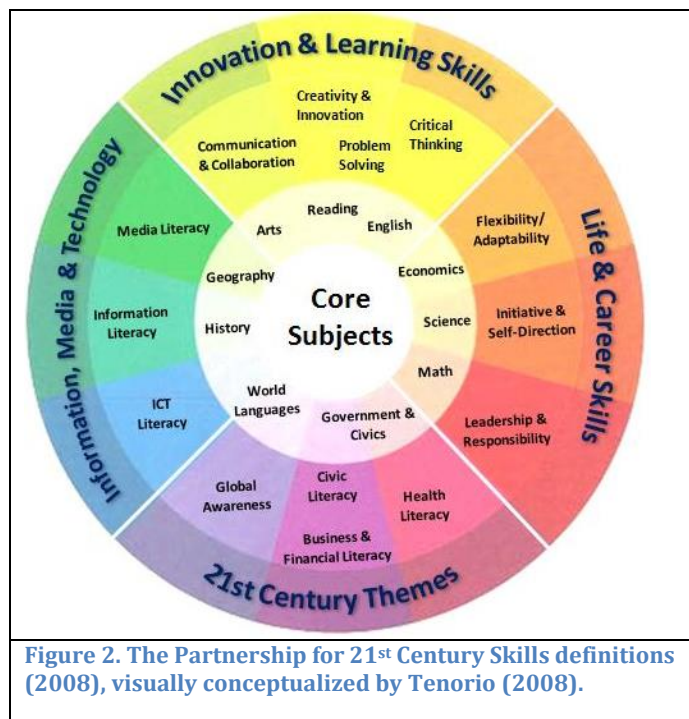 Innovation & Learning Skills
Creativity &
Innovation
Critical
Thinking
Communication
& Collaboration
Problem
Solving
Life & Career Skills
Flexibility/
Adaptability
Initiative &
Self-Direction
Leadership &
Responsibility
Information, Media & Technology
Media Literacy
Information
Literacy
ICT
Literacy
Reading
Arts
English
Geography
Economics
Core
Subjects
History
Science
Math
World
Languages
Government &
Civics
Global
Awareness
Civic
Literacy
Health
Literacy
Business &
Financial Literacy
21st Century Themes
Figure 2. The Partnership for 21st Century Skills definitions
(2008), visually conceptualized by Tenorio (2008).